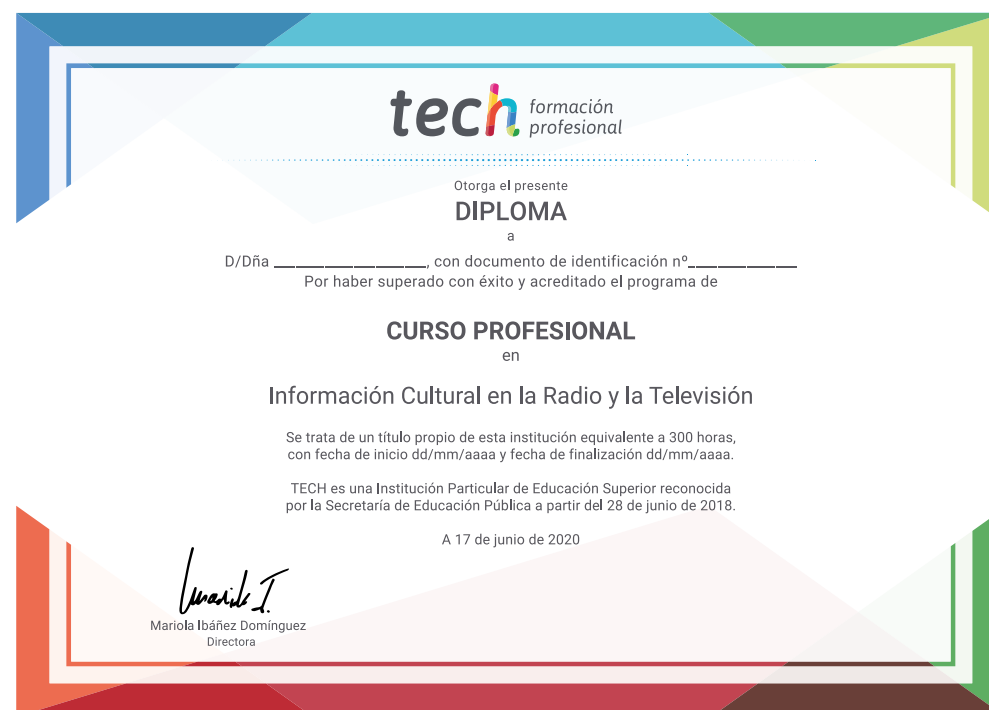 tech formación
profesional
Otorga el presente
DIPLOMA
a
D/Dña ______________, con documento de identificación nº__________
Por haber superado con éxito y acreditado el programa de
CURSO PROFESIONAL
en
Información Cultural en la Radio y la Televisión
Se trata de un título propio de esta institución equivalente a 300 horas,
con fecha de inicio dd/mm/aaaa y fecha de finalización dd/mm/aaaa.
TECH es una Institución Particular de Educación Superior reconocida
por la Secretaría de Educación Pública a partir del 28 de junio de 2018.
A 17 de junio de 2020
Mariola Ibáñez Domínguez
Directora